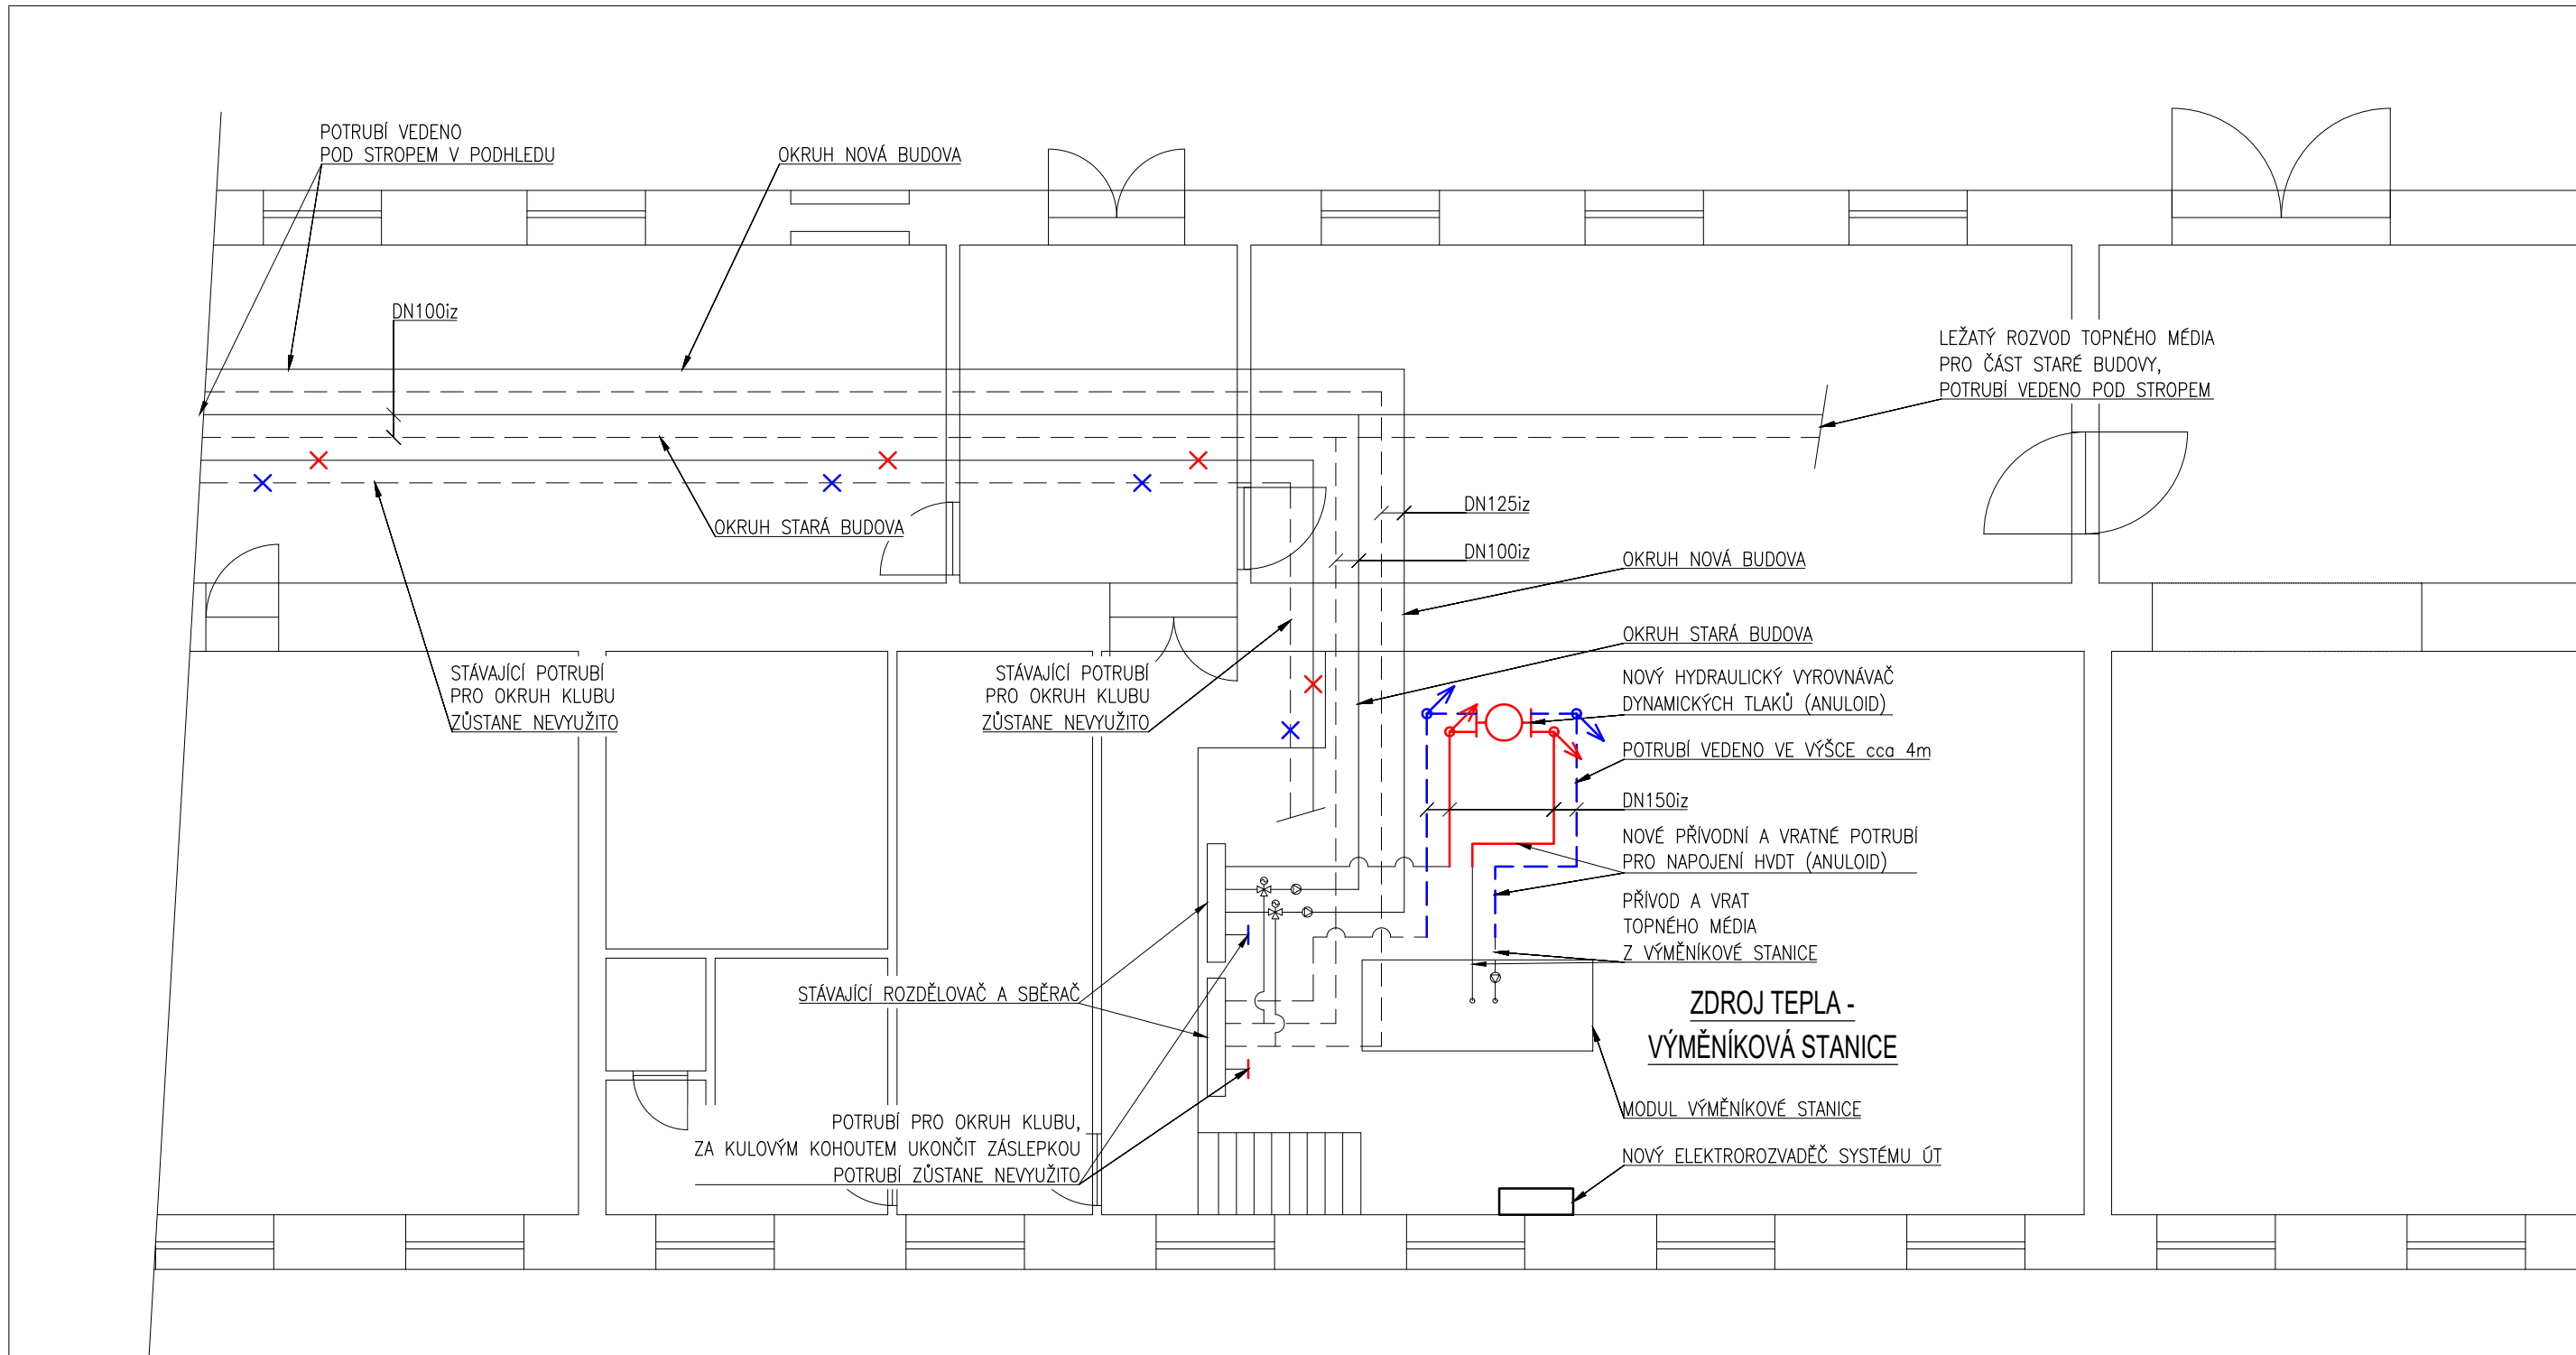 POTRUBÍ VEDENO
POD STROPEM V PODHLEDU
OKRUH NOVÁ BUDOVA
DN100iz
LEŽATÝ ROZVOD TOPNÉHO MÉDIA
PRO ČÁST STARÉ BUDOVY,
POTRUBÍ VEDENO POD STROPEM
OKRUH STARÁ BUDOVA
DN125iz
DN100iz
OKRUH NOVÁ BUDOVA
OKRUH STARÁ BUDOVA
STÁVAJÍCÍ POTRUBÍ
PRO OKRUH KLUBU
ZŮSTANE NEVYUŽITO
STÁVAJÍCÍ POTRUBÍ
PRO OKRUH KLUBU
ZŮSTANE NEVYUŽITO
NOVÝ HYDRAULICKÝ VYROVNÁVAČ
DYNAMICKÝCH TLAKŮ (ANULOID)
POTRUBÍ VEDENO VE VÝŠCE cca 4m
DN150iz
NOVÉ PŘÍVODNÍ A VRATNÉ POTRUBÍ
PRO NAPOJENÍ HVDT (ANULOID)
PŘÍVOD A VRAT
TOPNÉHO MÉDIA
Z VÝMĚNÍKOVÉ STANICE
STÁVAJÍCÍ ROZDĚLOVAČ A SBĚRAČ
ZDROJ TEPLA -
VÝMĚNÍKOVÁ STANICE
MODUL VÝMĚNÍKOVÉ STANICE
POTRUBÍ PRO OKRUH KLUBU,
ZA KULOVÝM KOHOUTEM UKONČIT ZÁSLEPKOU
POTRUBÍ ZŮSTANE NEVYUŽITO
NOVÝ ELEKTROROZVADĚČ SYSTÉMU ÚT